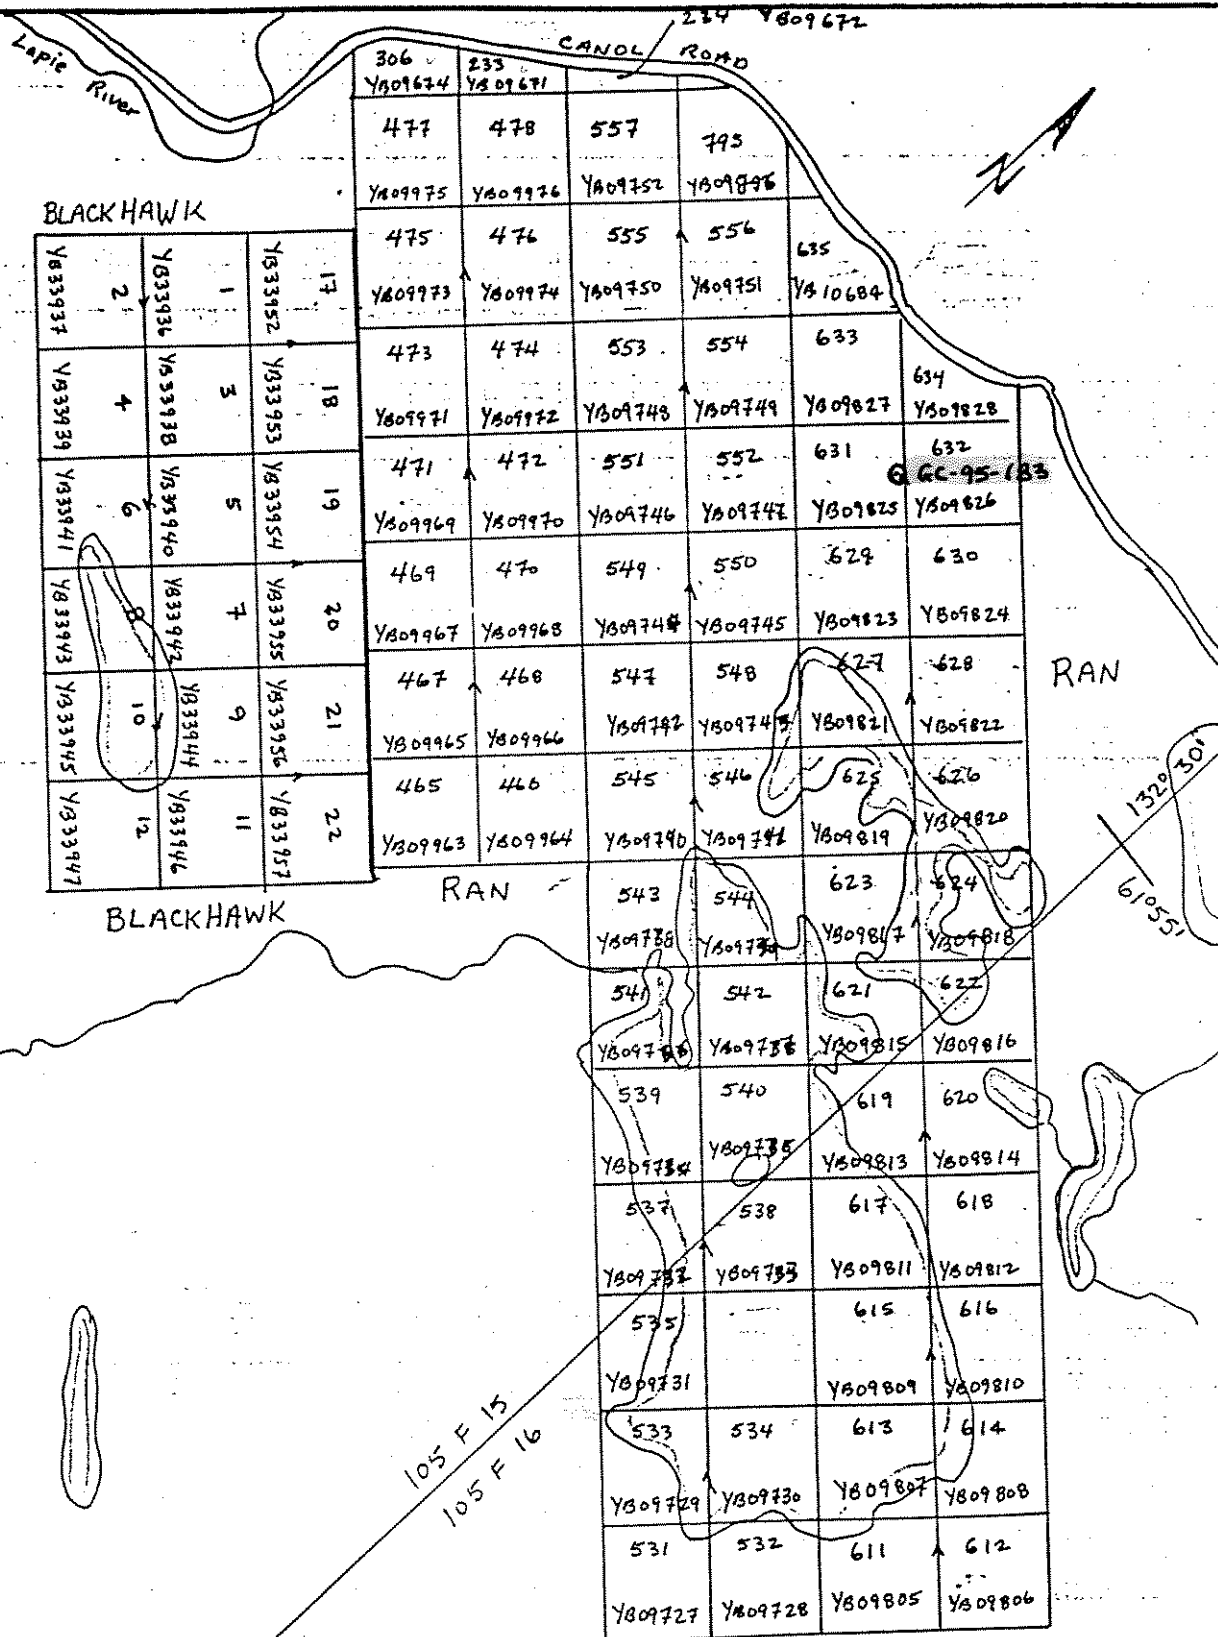 234 YB09672
Lapie River
CANOL ROAD
306 233
YB09674 YB09671
477 478 557 795
YB09975 YB09976 YB09752
BLACKHAWK
475 476 555 556 635
YB09973 YB09974 YB09750 YB09751 YB10684
473 474 553 554 633 634
YB09971 YB09972 YB09748 YB09749 YB09827 YB09828
471 472 551 552 631 632
GC-95-183
YB09969 YB09970 YB09746 YB09747 YB09825 YB09826
469 470 549 550 629 630
YB09967 YB09968 YB09745 YB09823 YB09824
467 468 547 548 627 628
RAN
YB09965 YB09966 YB09821 YB09822
465 466 545 546 625 626
YB09963 YB09964 YB09819 YB09820
132° 30'
61° 55'
2 1 17
YB33937 YB33936 YB33952
4 3 18
YB33939 YB33938 YB33953
6 5 19
YB33941 YB33940 YB33954
8 7 20
YB33943 YB33942 YB33955
10 9 21
YB33945 YB33944 YB33956
12 11 22
YB33947 YB33946 YB33957
BLACKHAWK
RAN
543 544 623 624
YB09817 YB09818
541 542 621 622
YB09815 YB09816
539 540 619 620
YB09735 YB09813 YB09814
537 538 617 618
YB09733 YB09811 YB09812
535 615 616
YB09731 YB09809 YB09810
105 F 15
105 F 16
533 534 613 614
YB09729 YB09730 YB09807 YB09808
531 532 611 612
YB09727 YB09728 YB09805 YB09806